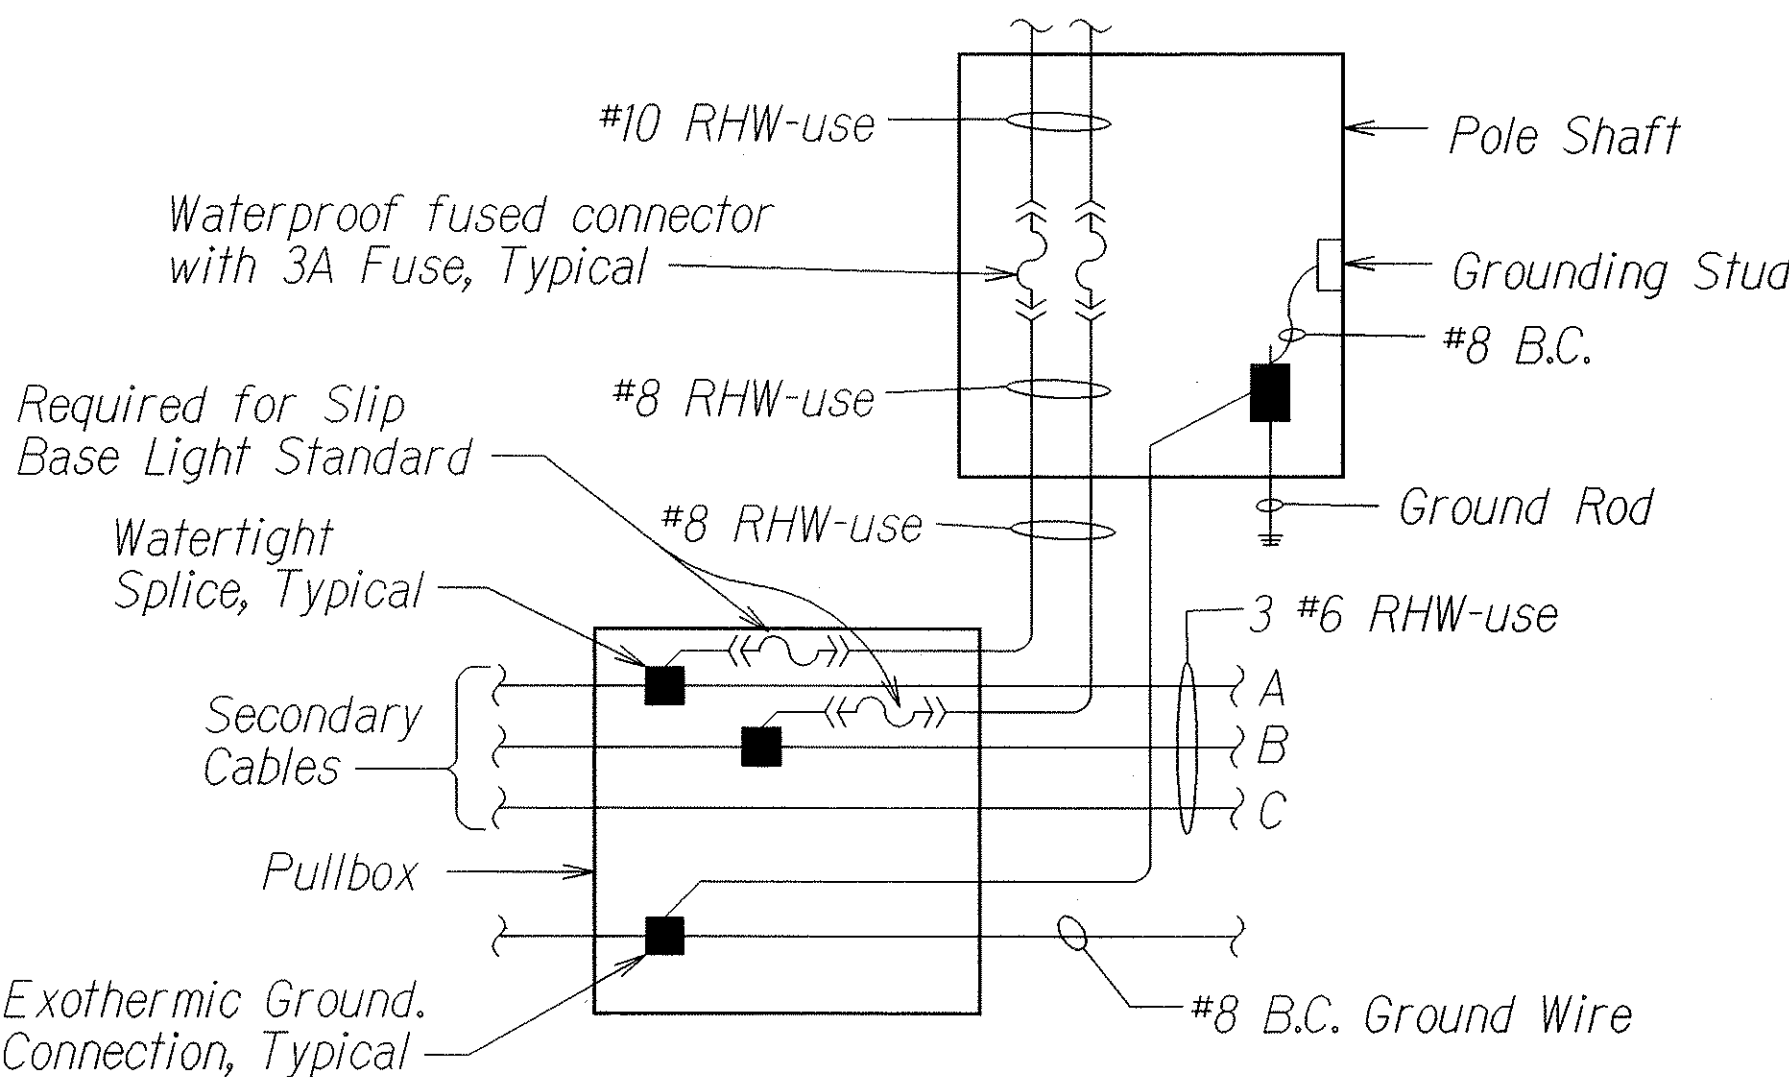 #10 RHW-use
Pole Shaft
Waterproof fused connector
with 3A Fuse, Typical
Grounding Stud
#8 B.C.
Required for Slip
Base Light Standard
#8 RHW-use
#8 RHW-use
Ground Rod
Watertight
Splice, Typical
3 #6 RHW-use
A
Secondary
Cables
B
C
Pullbox
Exothermic Ground.
Connection, Typical
#8 B.C. Ground Wire